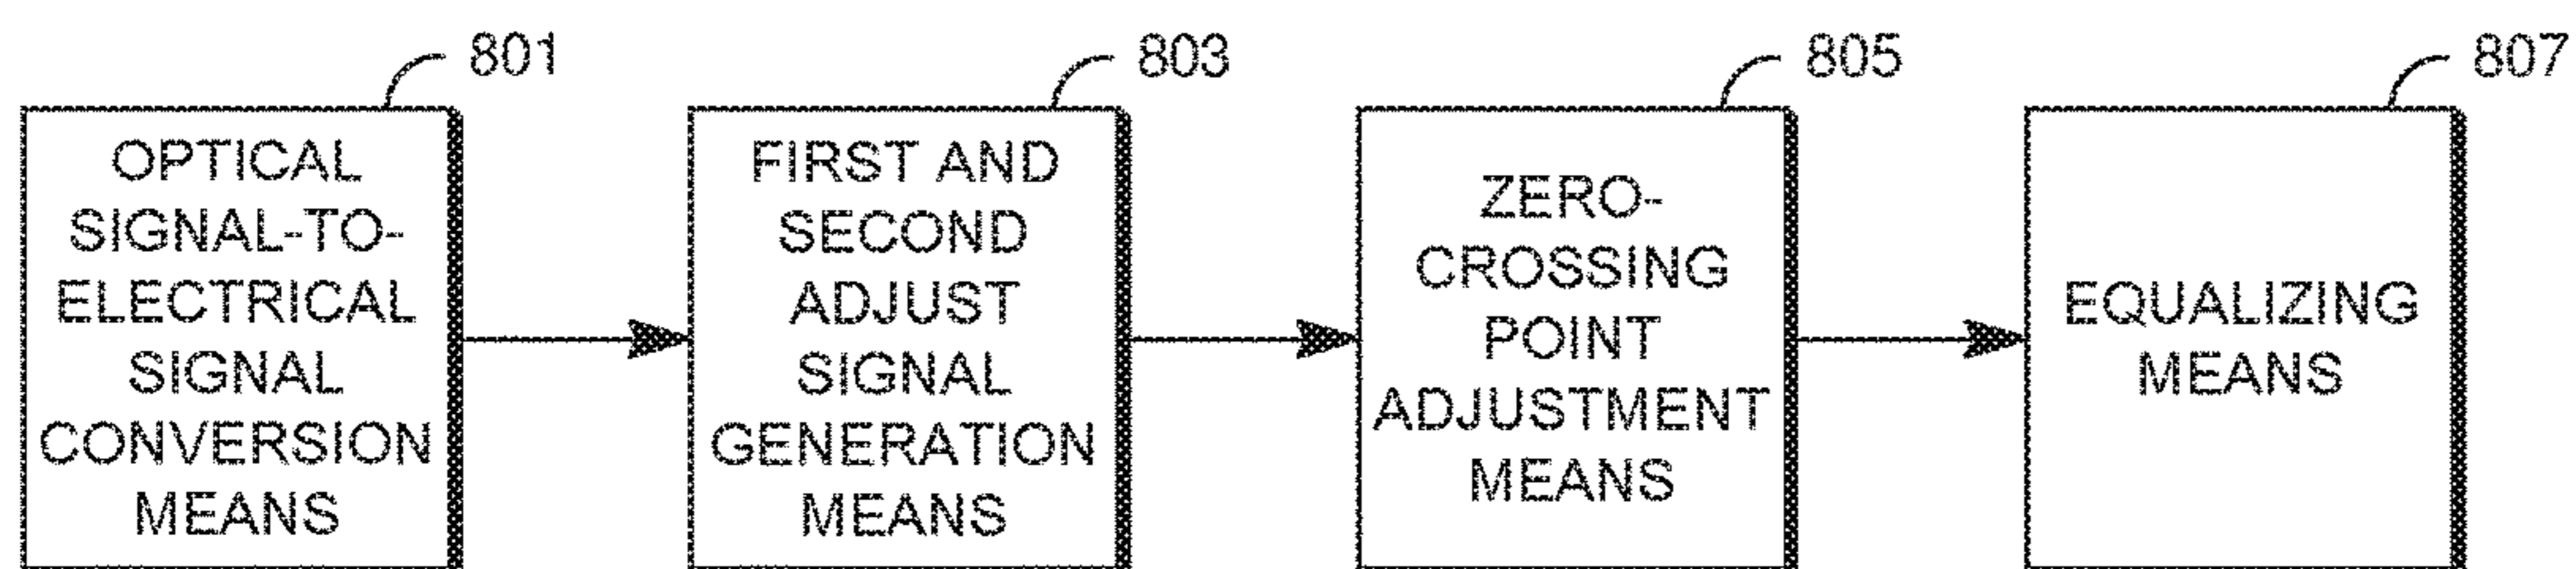 801
803
805
807
OPTICAL
SIGNAL-TO-
ELECTRICAL
SIGNAL
CONVERSION
MEANS
FIRST AND
SECOND
ADJUST
SIGNAL
GENERATION
MEANS
ZERO-
CROSSING
POINT
ADJUSTMENT
MEANS
EQUALIZING
MEANS